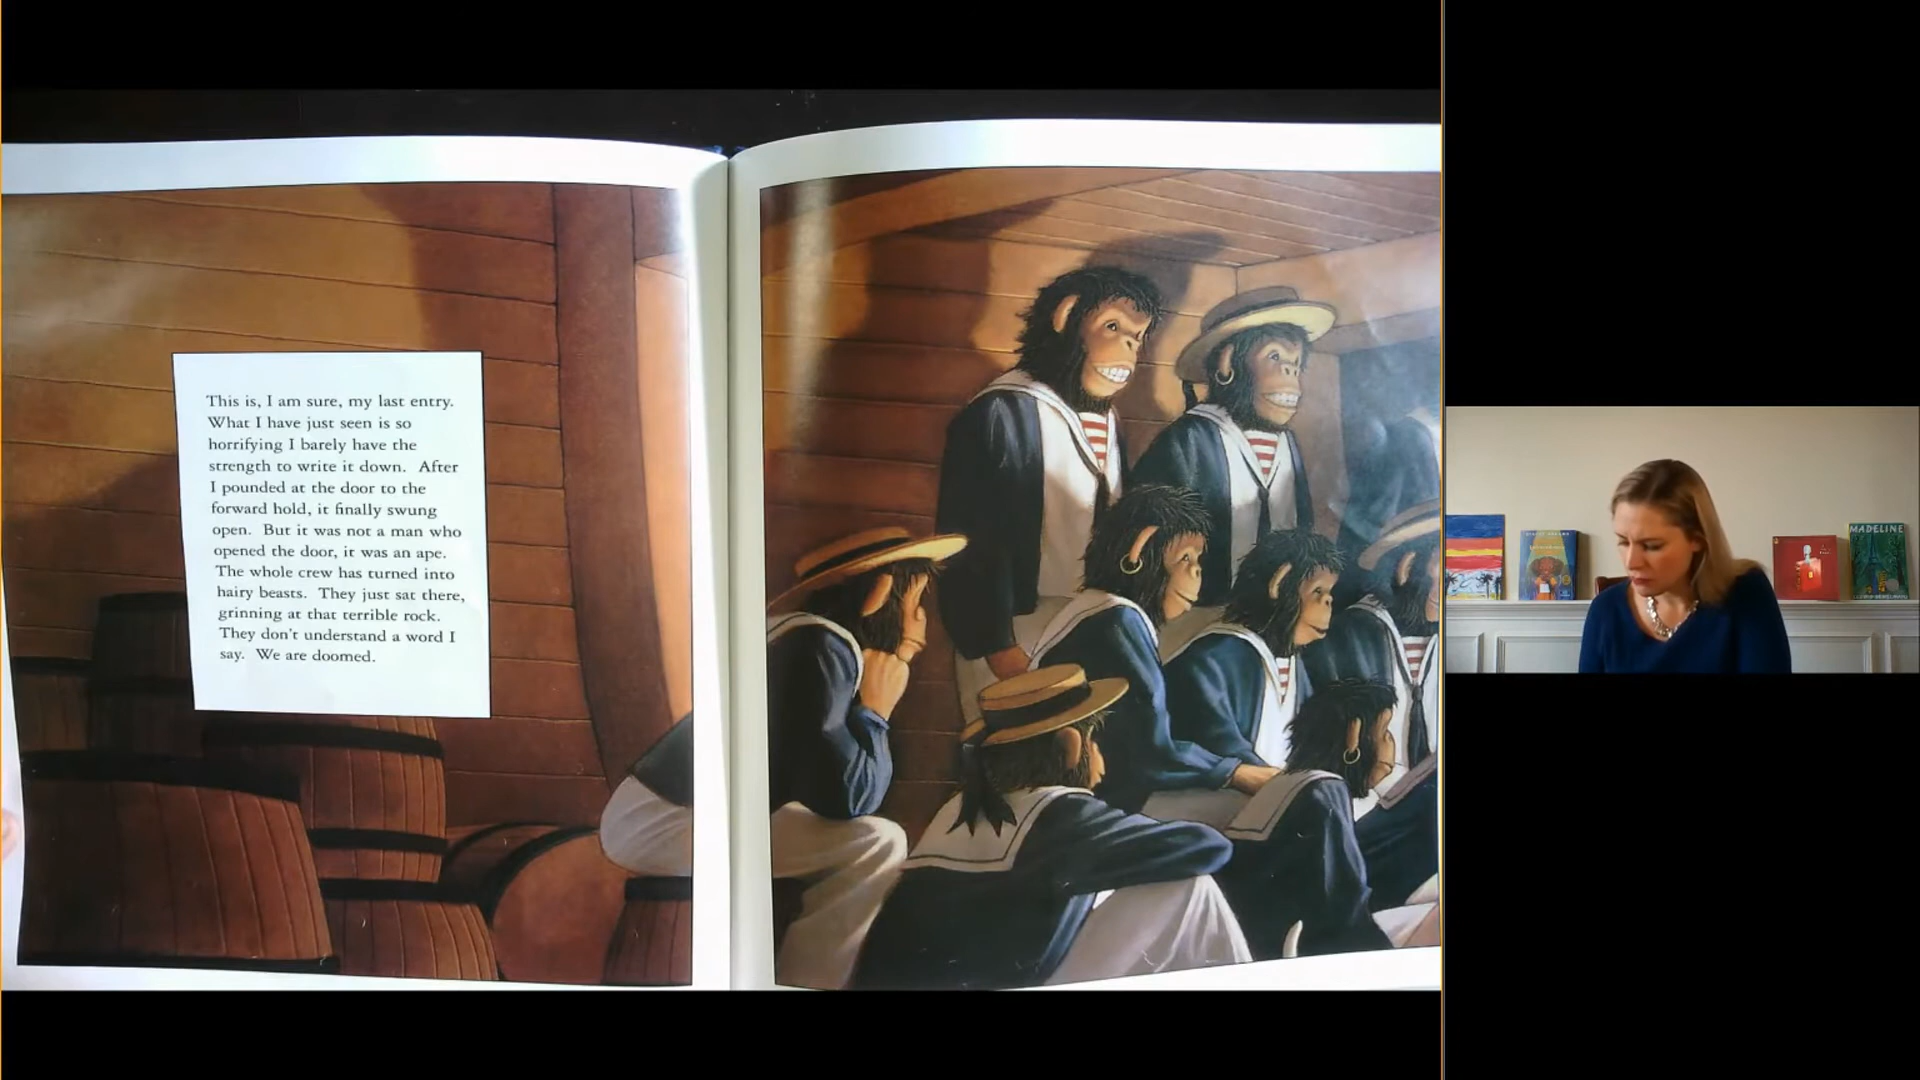 This is, I am sure, my last entry.
What I have just seen is so
horrifying I barely have the
strength to write it down. After
I pounded at the door to the
forward hold, it finally swung
open. But it was not a man who
opened the door, it was an ape.
The whole crew has turned into
hairy beasts. They just sat there,
grinning at that terrible rock.
They don't understand a word I
say. We are doomed.
MADELINE